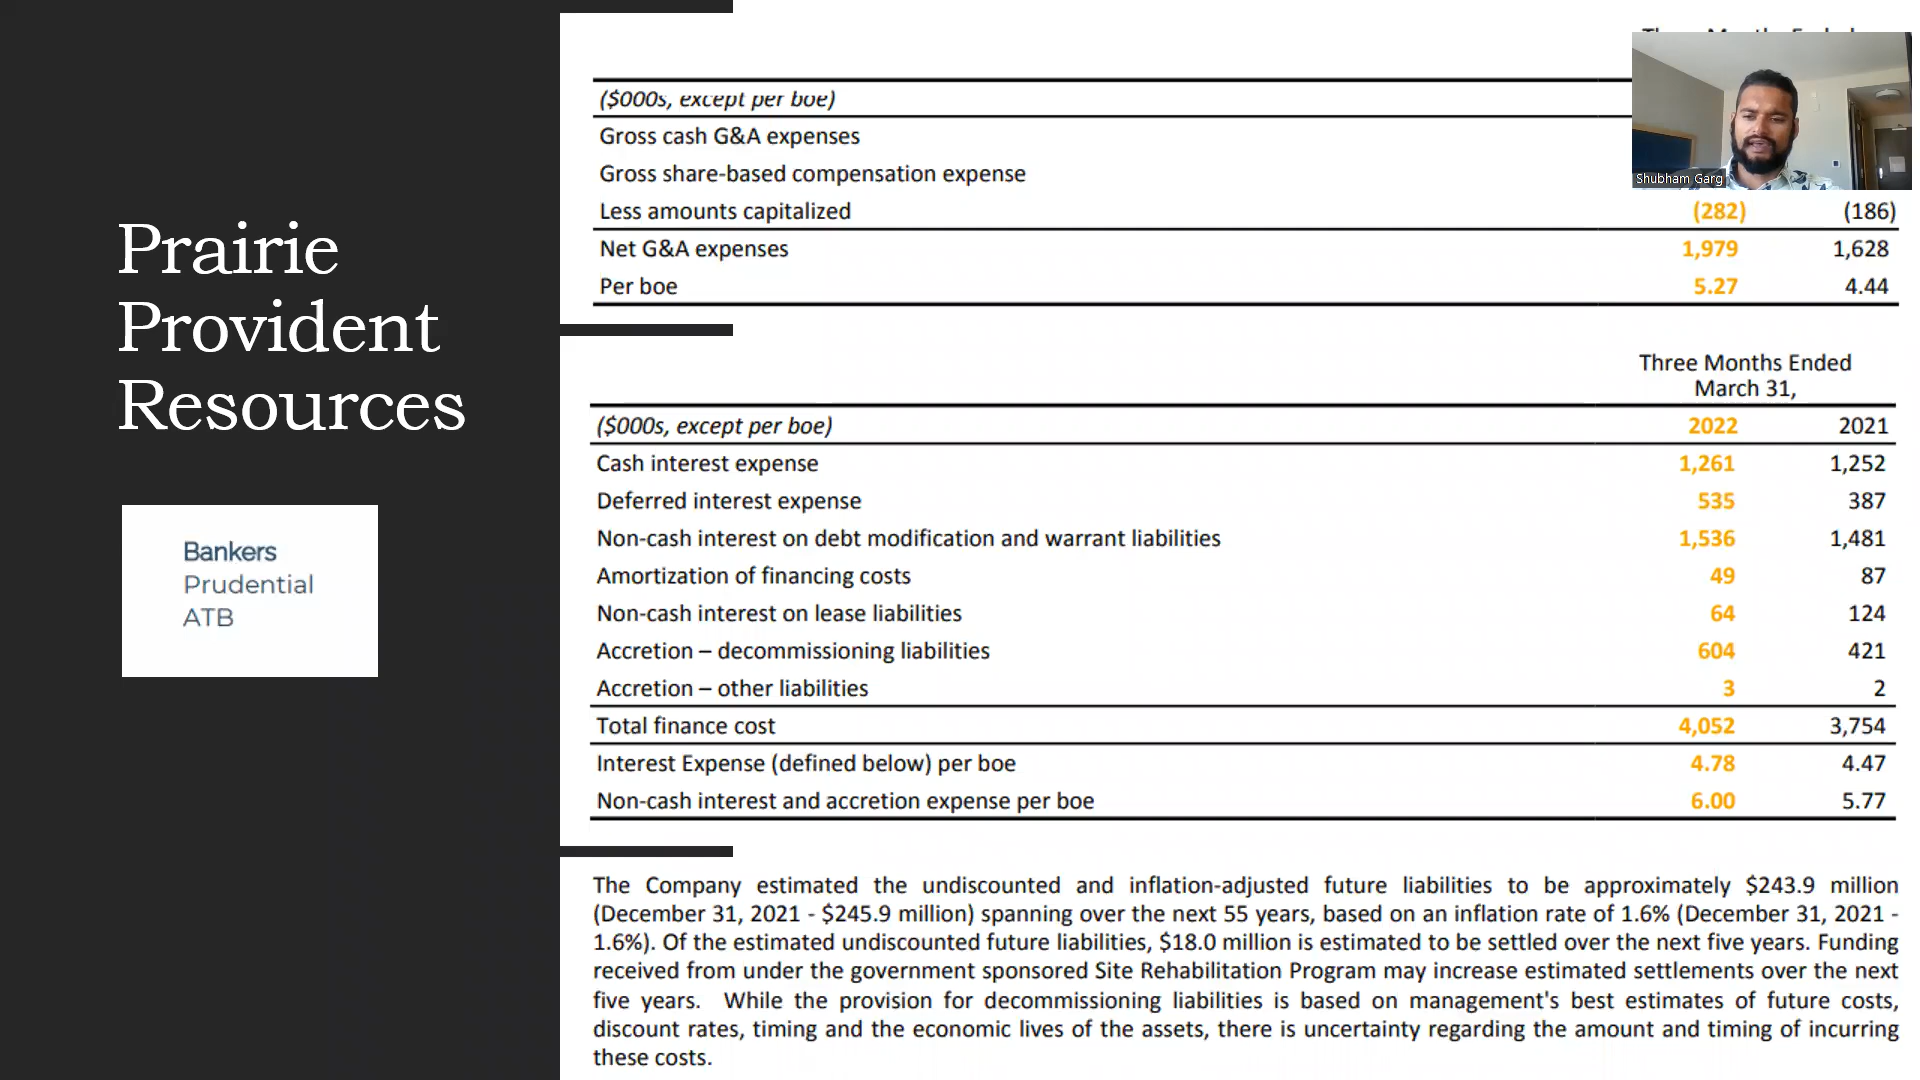 Prairie
Provident
Resources
Bankers
Prudential
ATB
($000s, except per boe)
Gross cash G&A expenses
Gross share-based compensation expense
Less amounts capitalized (282) (186)
Net G&A expenses 1,979 1,628
Per boe 5.27 4.44
Shubham Garg
Three Months Ended
March 31,
($000s, except per boe) 2022 2021
Cash interest expense 1,261 1,252
Deferred interest expense 535 387
Non-cash interest on debt modification and warrant liabilities 1,536 1,481
Amortization of financing costs 49 87
Non-cash interest on lease liabilities 64 124
Accretion – decommissioning liabilities 604 421
Accretion – other liabilities 3 2
Total finance cost 4,052 3,754
Interest Expense (defined below) per boe 4.78 4.47
Non-cash interest and accretion expense per boe 6.00 5.77
The Company estimated the undiscounted and inflation-adjusted future liabilities to be approximately $243.9 million
(December 31, 2021 - $245.9 million) spanning over the next 55 years, based on an inflation rate of 1.6% (December 31, 2021 -
1.6%). Of the estimated undiscounted future liabilities, $18.0 million is estimated to be settled over the next five years. Funding
received from under the government sponsored Site Rehabilitation Program may increase estimated settlements over the next
five years. While the provision for decommissioning liabilities is based on management's best estimates of future costs,
discount rates, timing and the economic lives of the assets, there is uncertainty regarding the amount and timing of incurring
these costs.